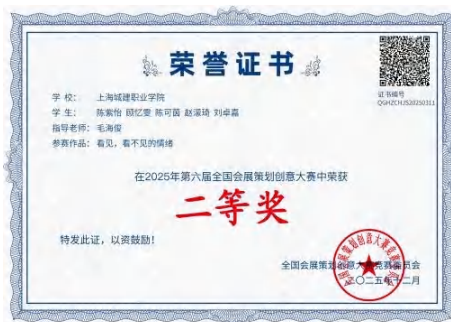 荣誉证书
证书编号
QGHZCHJS20250311
学 校： 上海城建职业学院
学 生： 陈紫怡 顾忆雯 陈可茵 赵滚琦 刘卓嘉
指导老师： 毛海俊
参赛作品： 看见，看不见的情绪
在2025年第六届全国会展策划创意大赛中荣获
二等奖
特发此证，以资鼓励！
全国会展策划创意大赛竞赛委员会
二〇二五年十二月